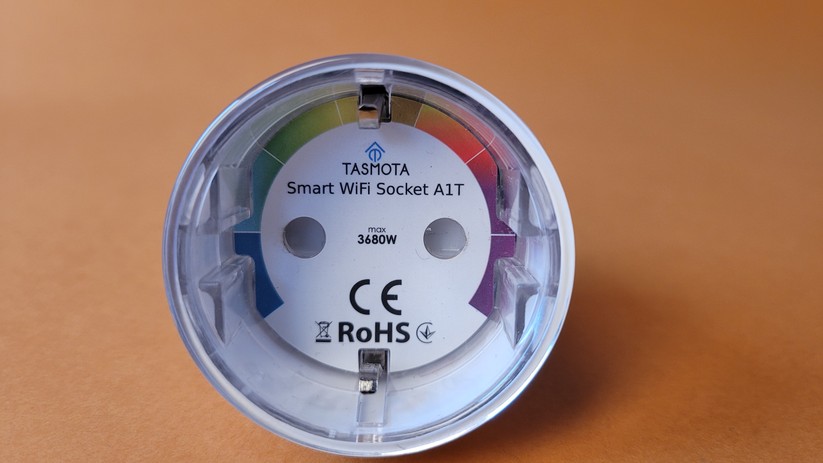 TASMOTA
Smart WiFi Socket A1T
max
3680W
CE
RoHS